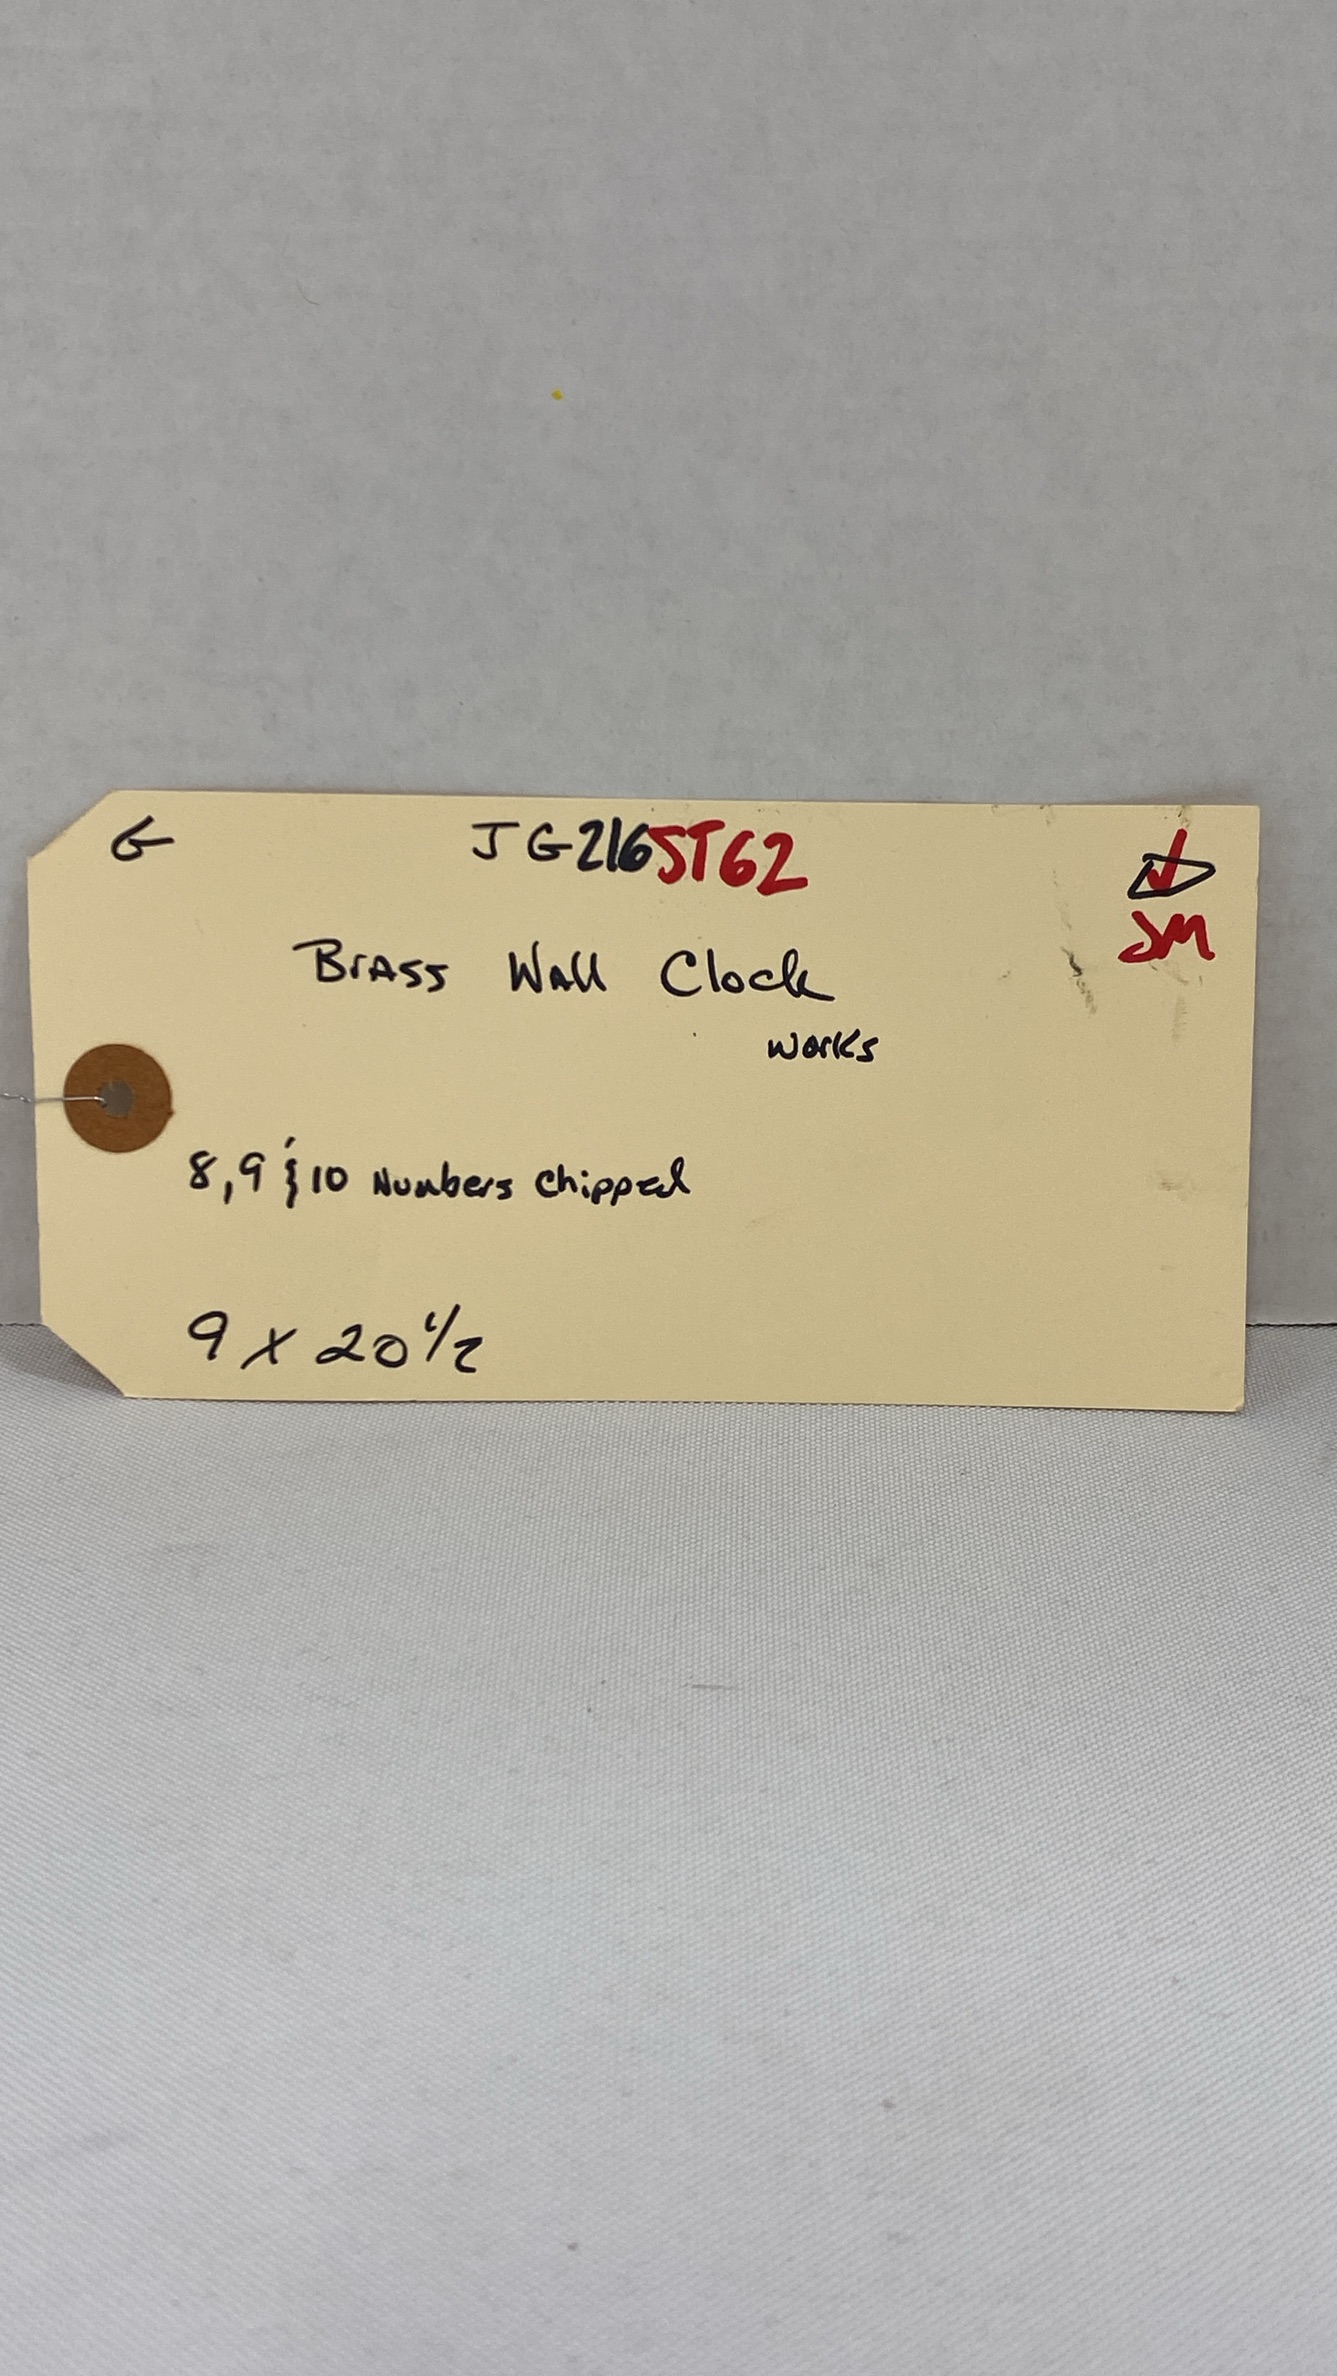 G JG216ST62
JM
Brass Wall Clock
works
8, 9 & 10 Numbers Chipped
9 x 20 1/2